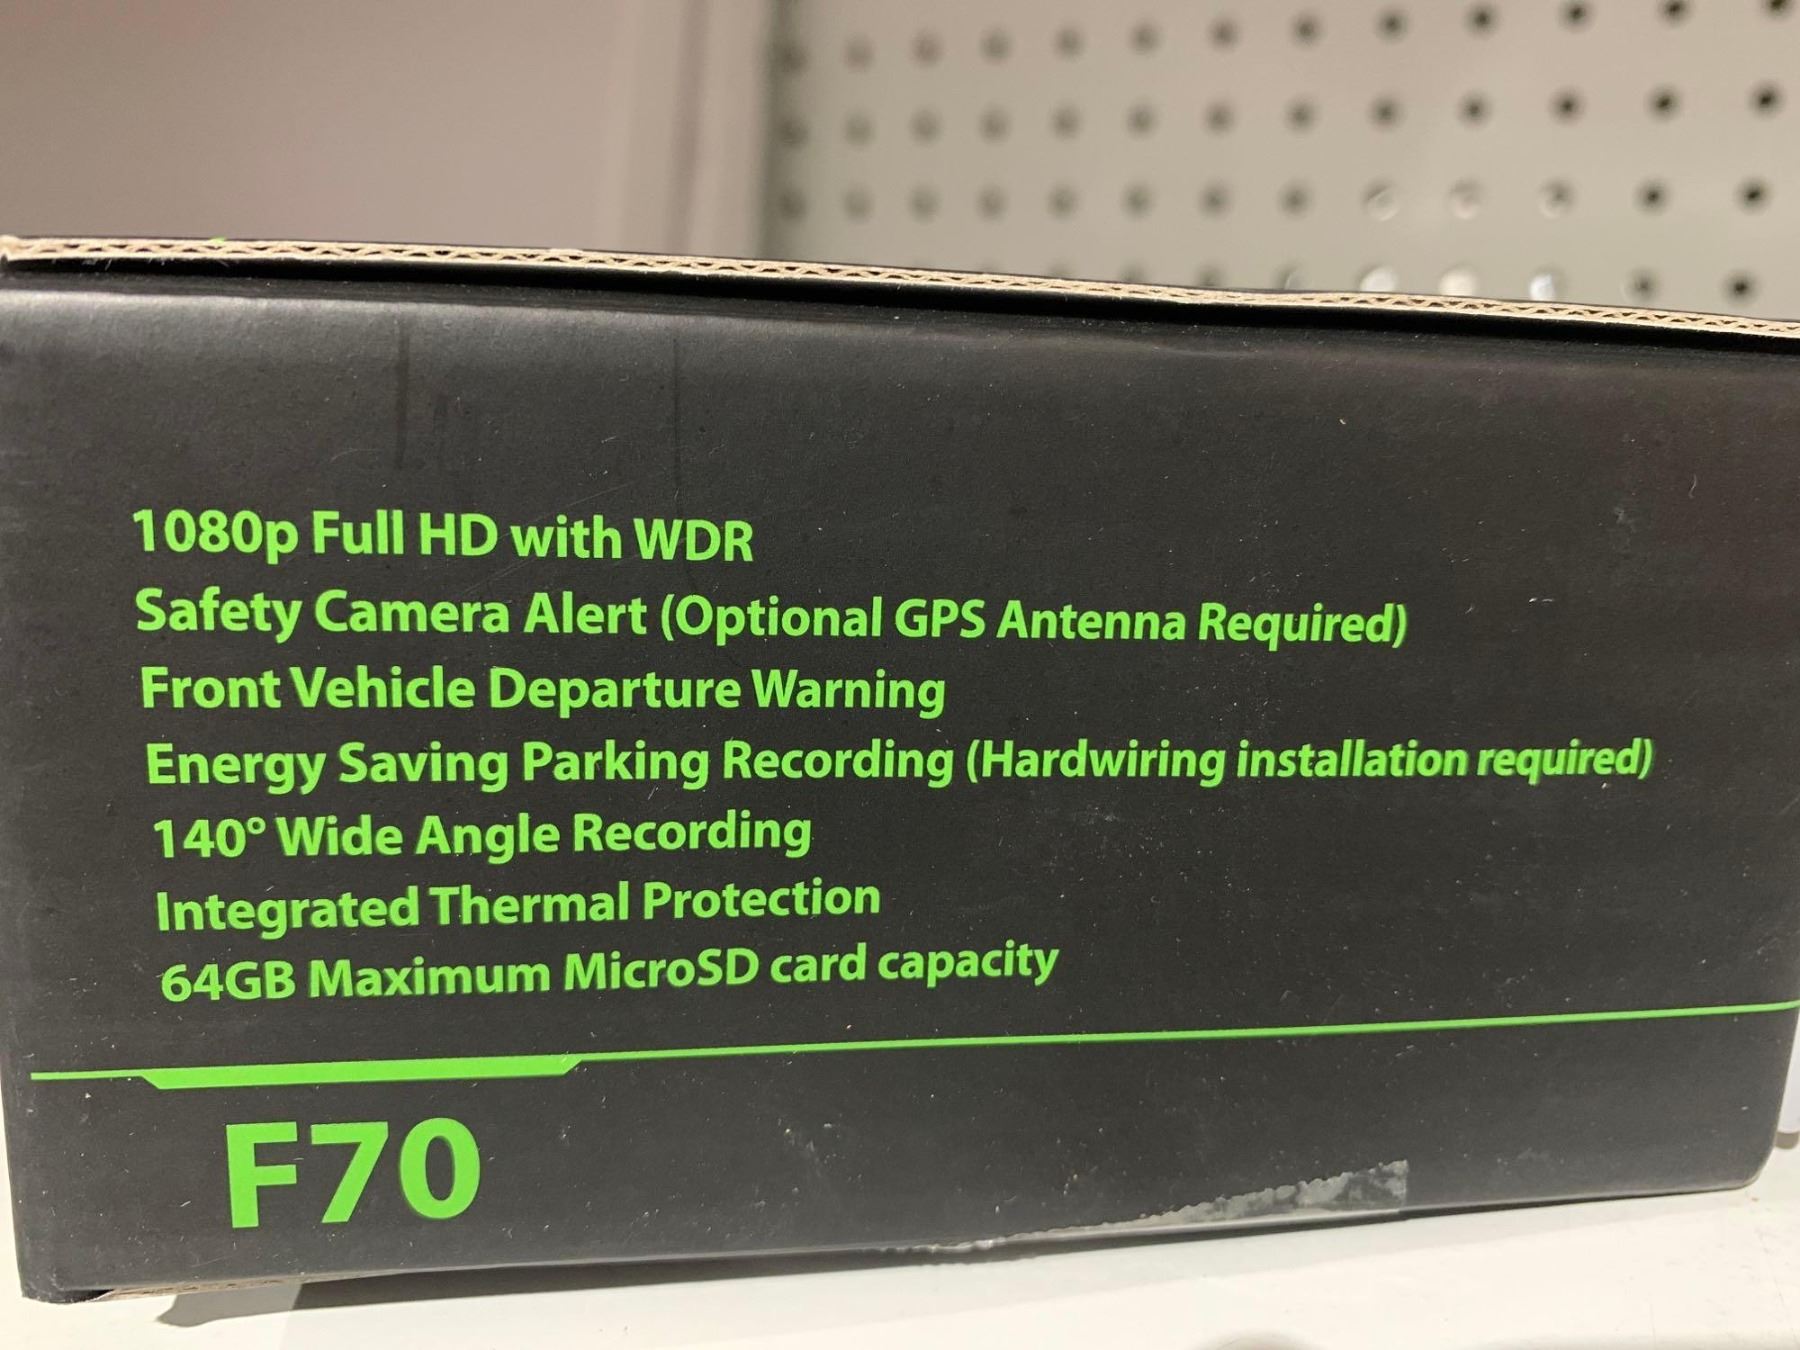 1080p Full HD with WDR
Safety Camera Alert (Optional GPS Antenna Required)
Front Vehicle Departure Warning
Energy Saving Parking Recording (Hardwiring installation required)
140° Wide Angle Recording
Integrated Thermal Protection
64GB Maximum MicroSD card capacity
F70